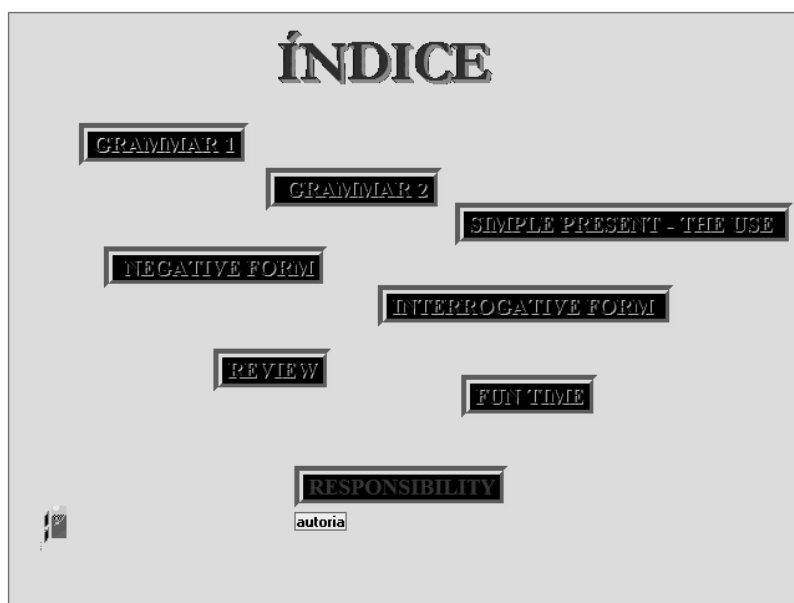 ÍNDICE
GRAMMAR 1
GRAMMAR 2
SIMPLE PRESENT - THE USE
NEGATIVE FORM
INTERROGATIVE FORM
REVIEW
FUN TIME
RESPONSIBILITY
autoria